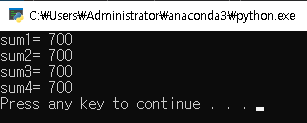 C:₩Users₩Administrator₩anaconda3₩python.exe
sum1= 700
sum2= 700
sum3= 700
sum4= 700
Press any key to continue . . .